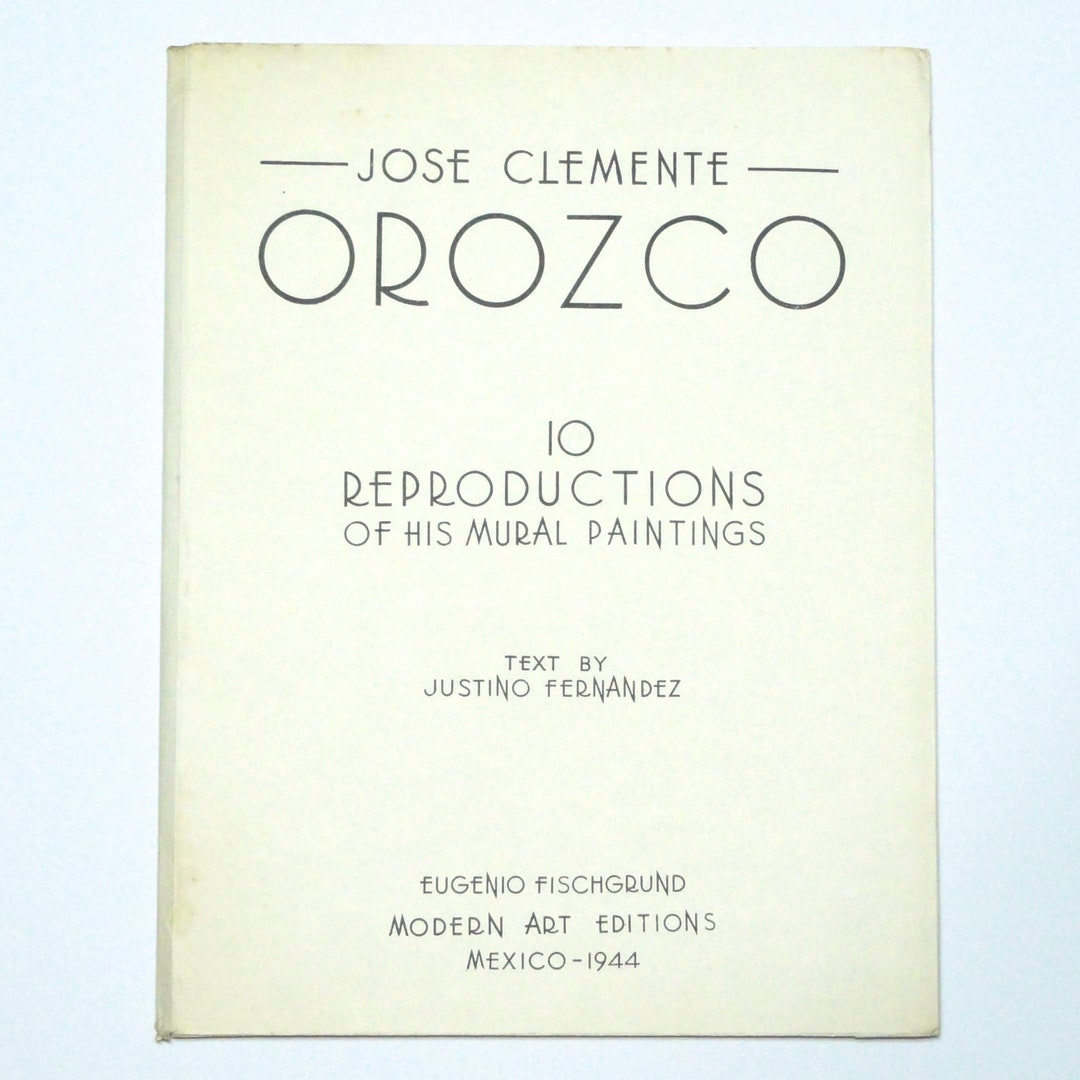 JOSE CLEMENTE
OROZCO
10
REPRODUCTIONS
OF HIS MURAL PAINTINGS
TEXT BY
JUSTINO FERNANDEZ
EUGENIO FISCHGRUND
MODERN ART EDITIONS
MEXICO-1944